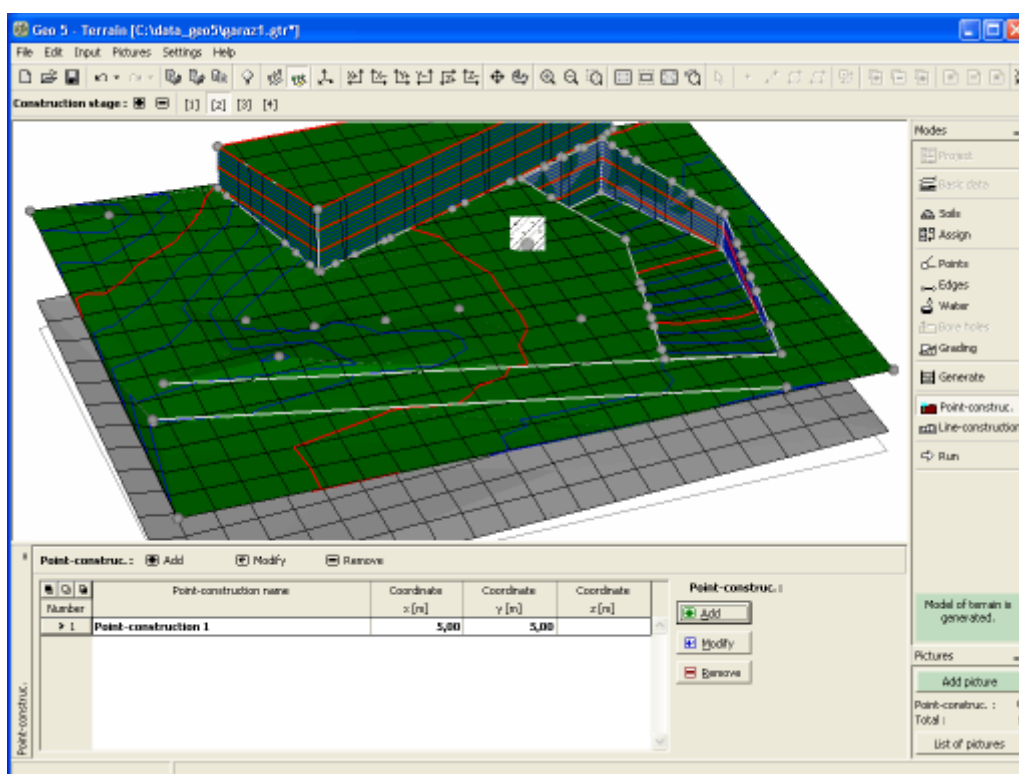 Geo 5 - Terrain [C:\data_geo5\garaz1.gtr*]
File Edit Input Pictures Settings Help
Construction stage : [1] [2] [3] [4]
Modes
Project
Basic data
Soils
Assign
Points
Edges
Water
Bore holes
Grading
Generate
Point-construc.
Line-construction
Run
Model of terrain is
generated.
Pictures
Add picture
Point-construc. :
Total :
List of pictures
Point-construc. : Add Modify Remove
Number Point-construction name Coordinate x [m] Coordinate y [m] Coordinate z [m]
> 1 Point-construction 1 5,00 5,00
Point-construc. :
Add
Modify
Remove
Point-construc.